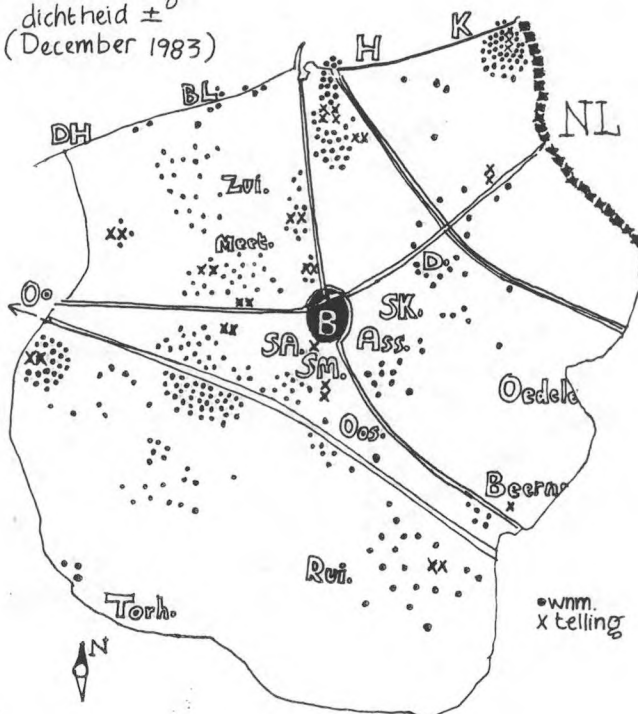 dichtheid ±
(December 1983)
H
K
BL.
DH
NL
Zui.
Meet.
D.
Oo
B
SK.
SA.
Ass.
SM.
Oedele
Oos.
Beern
Rui.
Torh.
• wnm.
x telling
N